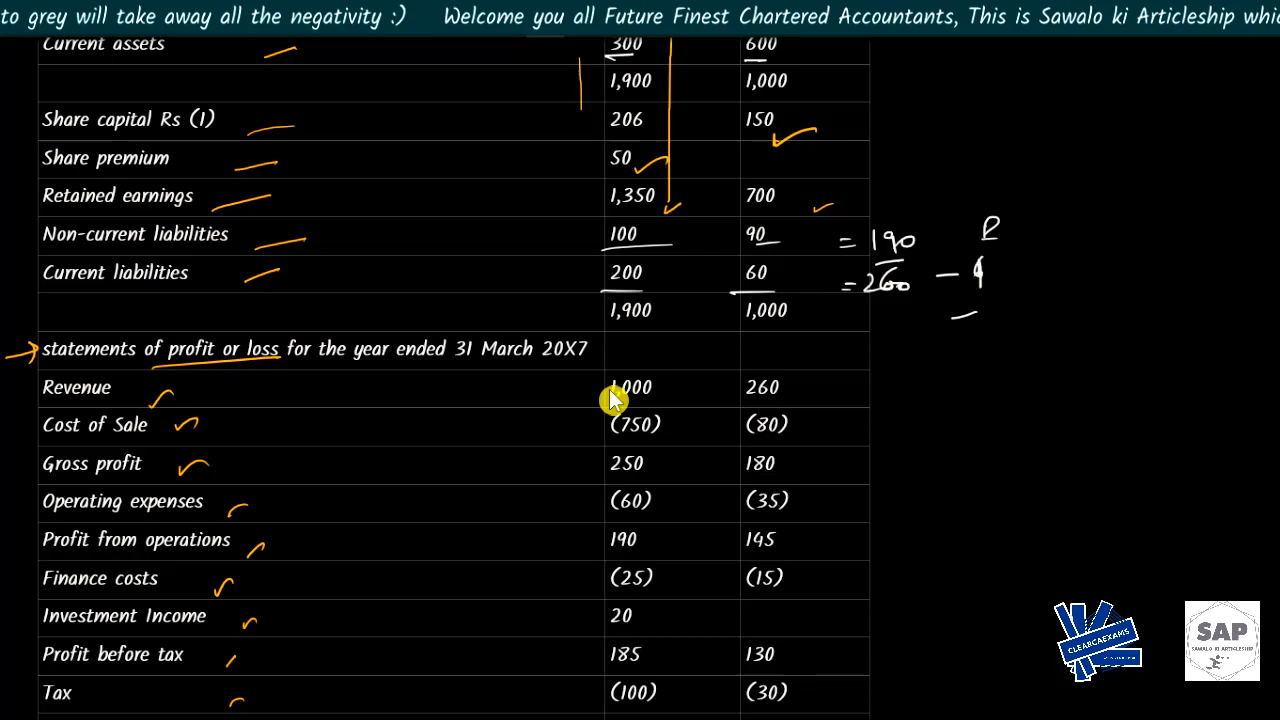 to grey will take away all the negativity :) Welcome you all Future Finest Chartered Accountants, This is Sawalo ki Articleship whic
Current assets 300 600
1,900 1,000
Share capital Rs (1) 206 150
Share premium 50
Retained earnings 1,350 700
Non-current liabilities 100 90 = 190
Current liabilities 200 60 = 260 -
1,900 1,000
statements of profit or loss for the year ended 31 March 20X7
Revenue 1,000 260
Cost of Sale (750) (80)
Gross profit 250 180
Operating expenses (60) (35)
Profit from operations 190 145
Finance costs (25) (15)
Investment Income 20
Profit before tax 185 130
Tax (100) (30)
CLEARCAEXAMS
SAP
SAWALO KI ARTICLESHIP